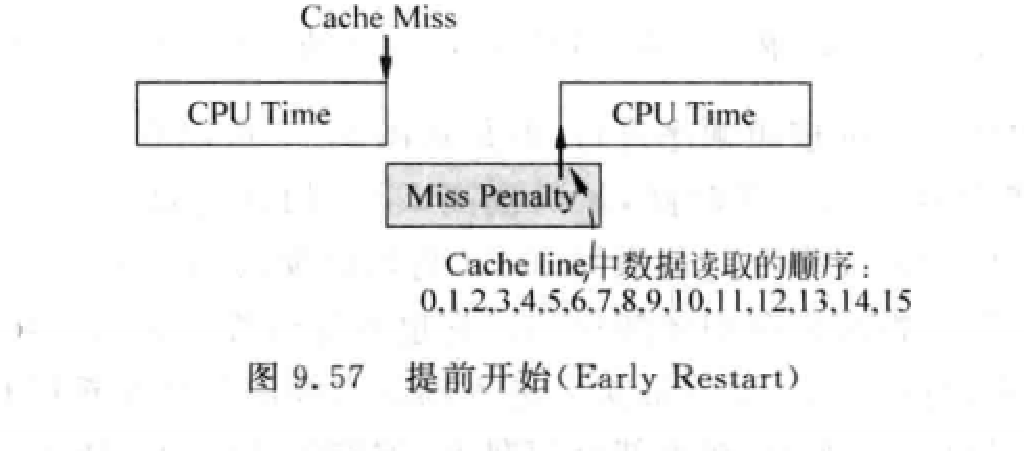 Cache Miss
CPU Time
CPU Time
Miss Penalty
Cache line中数据读取的顺序：
0,1,2,3,4,5,6,7,8,9,10,11,12,13,14,15
图 9.57 提前开始(Early Restart)